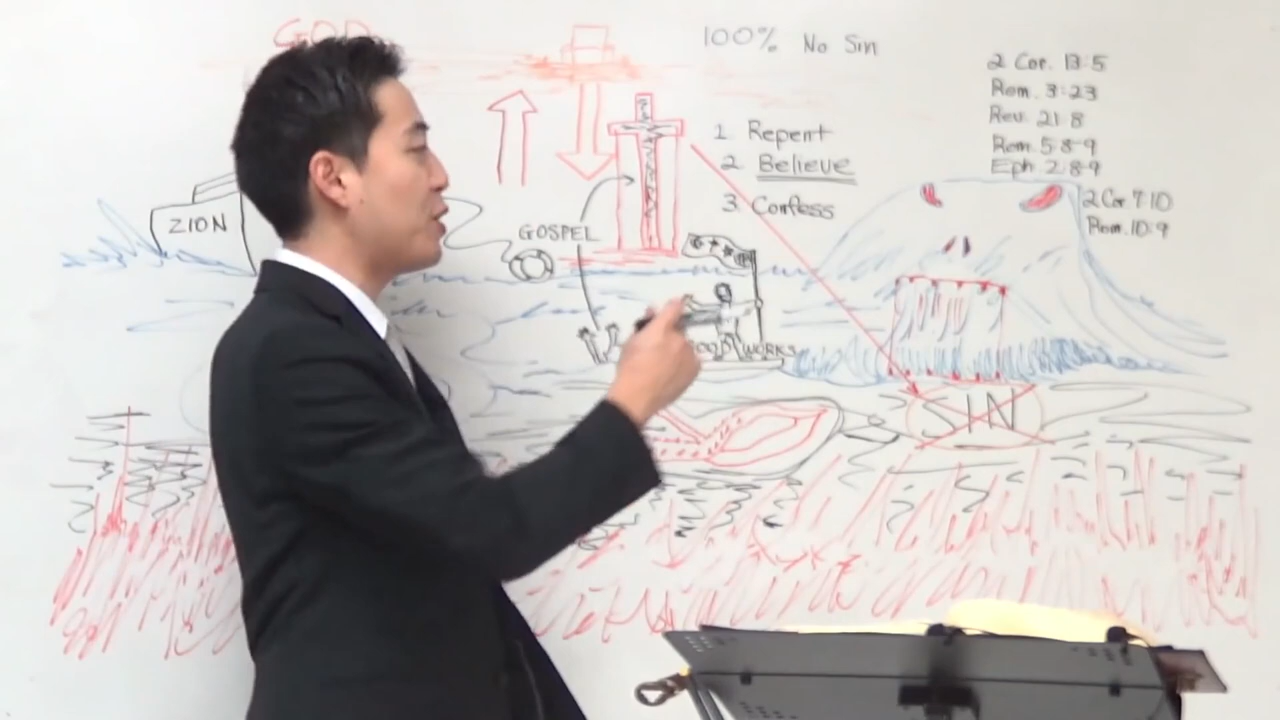 GOD
100% No Sin
2 Cor. 13:5
Rom. 3:23
Rev. 21:8
Rom. 5:8-9
Eph. 2:8-9
2 Cor 7:10
Rom. 10:9
1. Repent
2. Believe
3. Confess
ZION
GOSPEL
WORKS
SIN